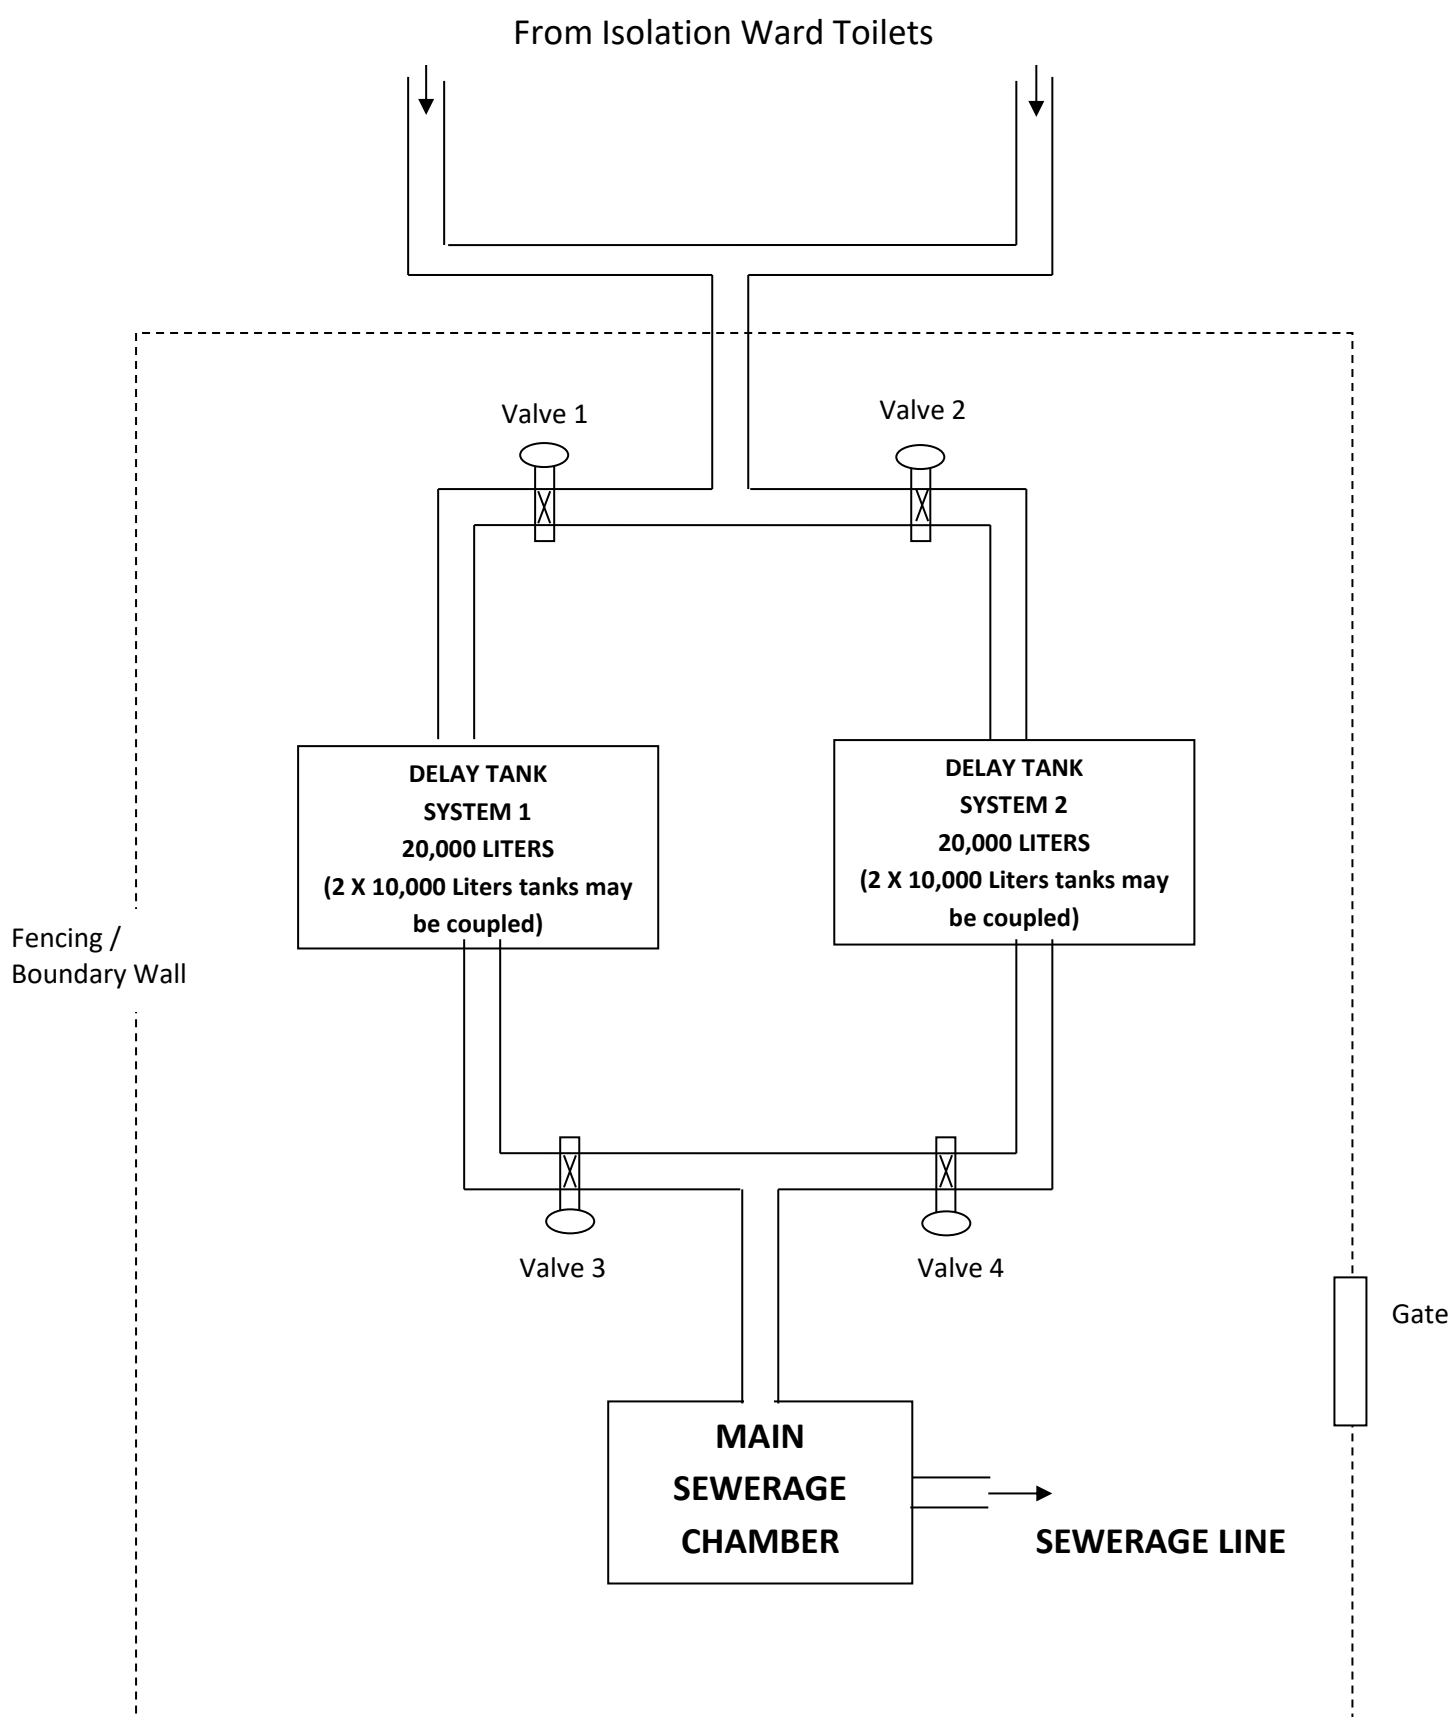 From Isolation Ward Toilets
Valve 1
Valve 2
DELAY TANK
SYSTEM 1
20,000 LITERS
(2 X 10,000 Liters tanks may
be coupled)
DELAY TANK
SYSTEM 2
20,000 LITERS
(2 X 10,000 Liters tanks may
be coupled)
Fencing /
Boundary Wall
Valve 3
Valve 4
Gate
MAIN
SEWERAGE
CHAMBER
SEWERAGE LINE